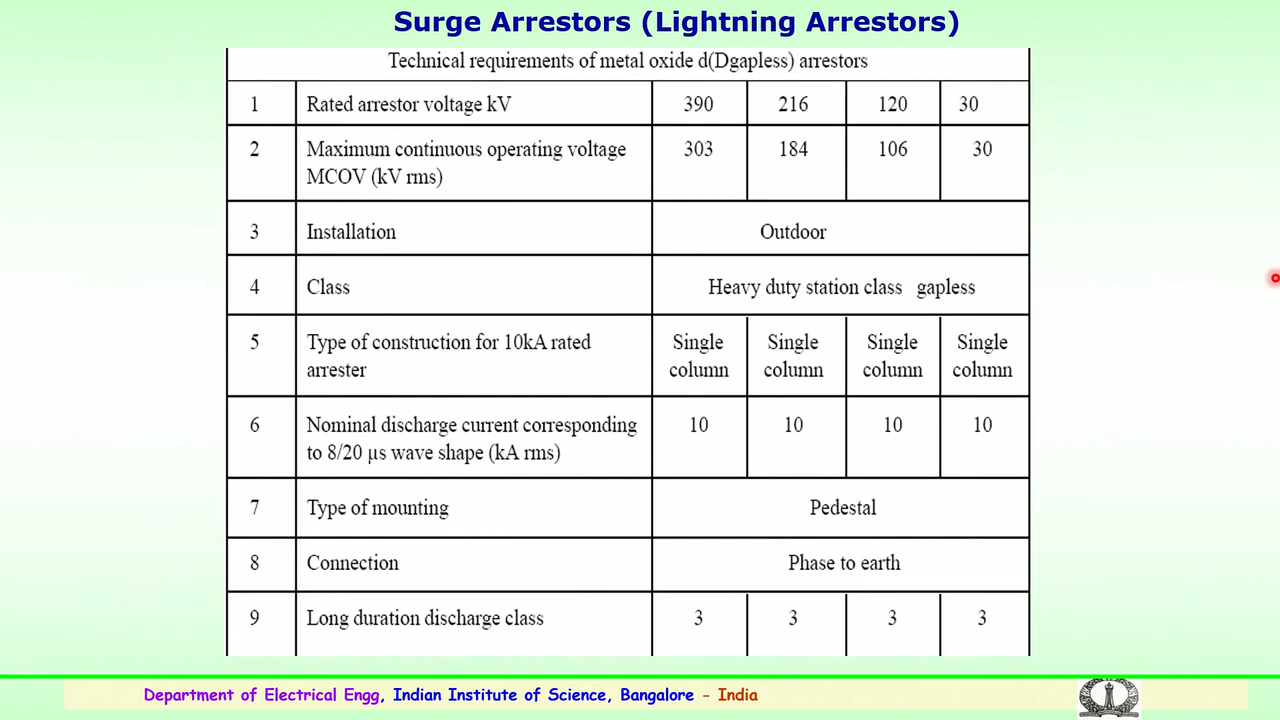 Surge Arrestors (Lightning Arrestors)
Technical requirements of metal oxide d(Dgapless) arrestors
1 Rated arrestor voltage kV 390 216 120 30
2 Maximum continuous operating voltage 303 184 106 30
MCOV (kV rms)
3 Installation Outdoor
4 Class Heavy duty station class gapless
5 Type of construction for 10kA rated Single Single Single Single
arrester column column column column
6 Nominal discharge current corresponding 10 10 10 10
to 8/20 µs wave shape (kA rms)
7 Type of mounting Pedestal
8 Connection Phase to earth
9 Long duration discharge class 3 3 3 3
Department of Electrical Engg, Indian Institute of Science, Bangalore - India